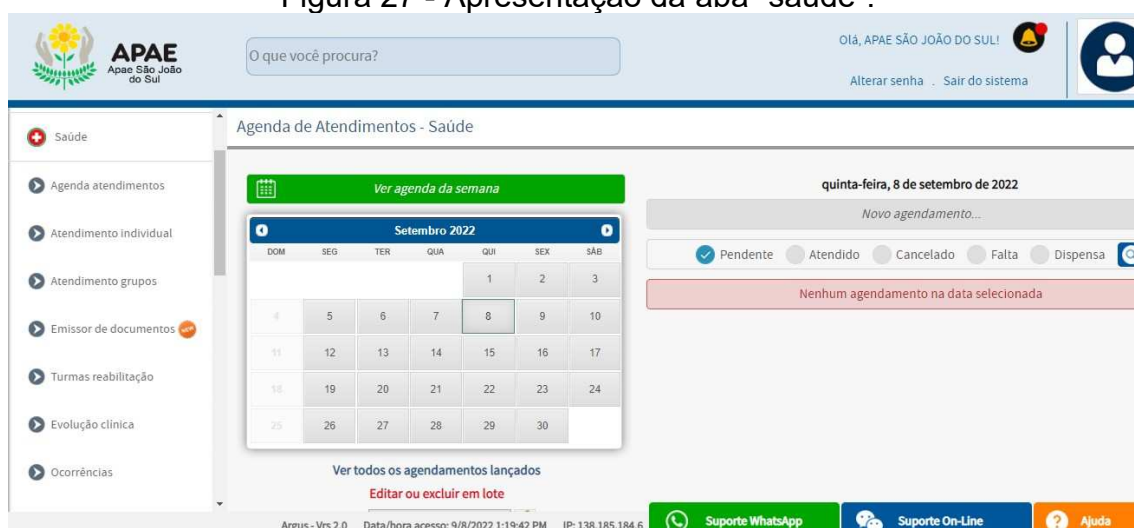 Figura 27 - Apresentação da aba "saúde".
APAE
Apae São João
do Sul
O que você procura?
Olá, APAE SÃO JOÃO DO SUL!
Alterar senha . Sair do sistema
Saúde
Agenda atendimentos
Atendimento individual
Atendimento grupos
Emissor de documentos NEW
Turmas reabilitação
Evolução clínica
Ocorrências
Agenda de Atendimentos - Saúde
Ver agenda da semana
Setembro 2022
DOM SEG TER QUA QUI SEX SÁB
1 2 3
4 5 6 7 8 9 10
11 12 13 14 15 16 17
18 19 20 21 22 23 24
25 26 27 28 29 30
Ver todos os agendamentos lançados
Editar ou excluir em lote
quinta-feira, 8 de setembro de 2022
Novo agendamento...
Pendente Atendido Cancelado Falta Dispensa
Nenhum agendamento na data selecionada
Argus - Vrs 2.0 Data/hora acesso: 9/8/2022 1:19:42 PM IP: 138.185.184.6
Suporte WhatsApp
Suporte On-Line
Ajuda